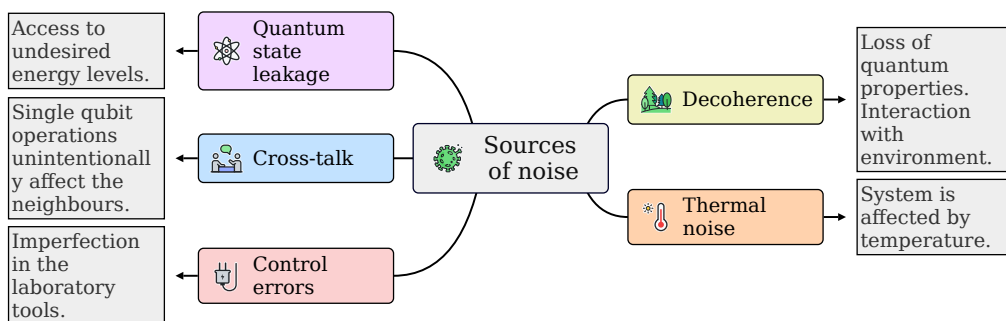 Access to
undesired
energy levels.
Quantum
state
leakage
Single qubit
operations
unintentionall
y affect the
neighbours.
Cross-talk
Imperfection
in the
laboratory
tools.
Control
errors
Sources
of noise
Decoherence
Loss of
quantum
properties.
Interaction
with
environment.
Thermal
noise
System is
affected by
temperature.